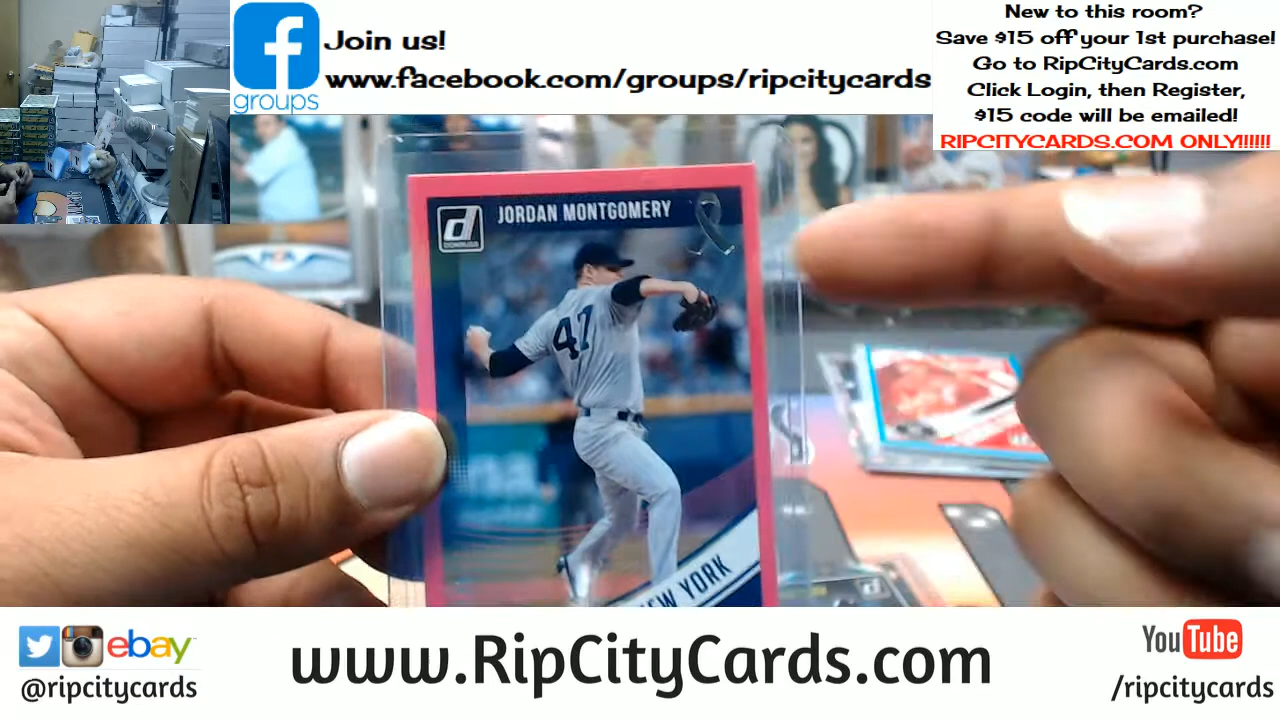 Join us!
www.facebook.com/groups/ripcitycards
groups
New to this room?
Save $15 off your 1st purchase!
Go to RipCityCards.com
Click Login, then Register,
$15 code will be emailed!
RIPCITYCARDS.COM ONLY!!!!!!
d
DONRUSS
JORDAN MONTGOMERY
47
NEW YORK
ebay
@ripcitycards
www.RipCityCards.com
YouTube
/ripcitycards